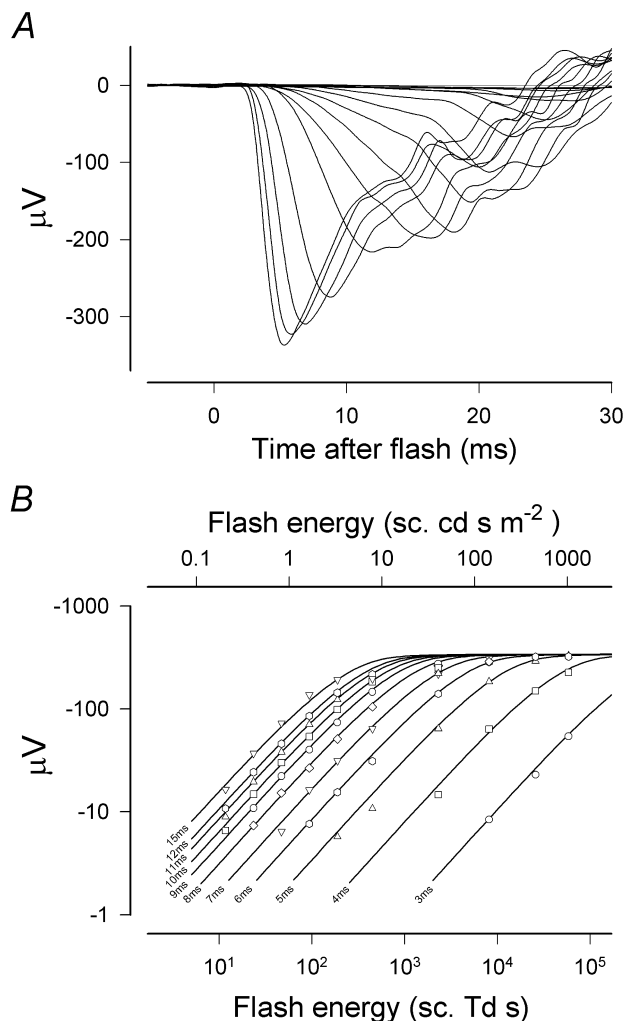 A
0
-100
-200
-300
μV
0 10 20 30
Time after flash (ms)
B
Flash energy (sc. cd s m-2 )
0.1 1 10 100 1000
-1000
-100
-10
-1
μV
15ms
12ms
11ms
10ms
9ms
8ms
7ms
6ms
5ms
4ms
3ms
10¹ 10² 10³ 10⁴ 10⁵
Flash energy (sc. Td s)